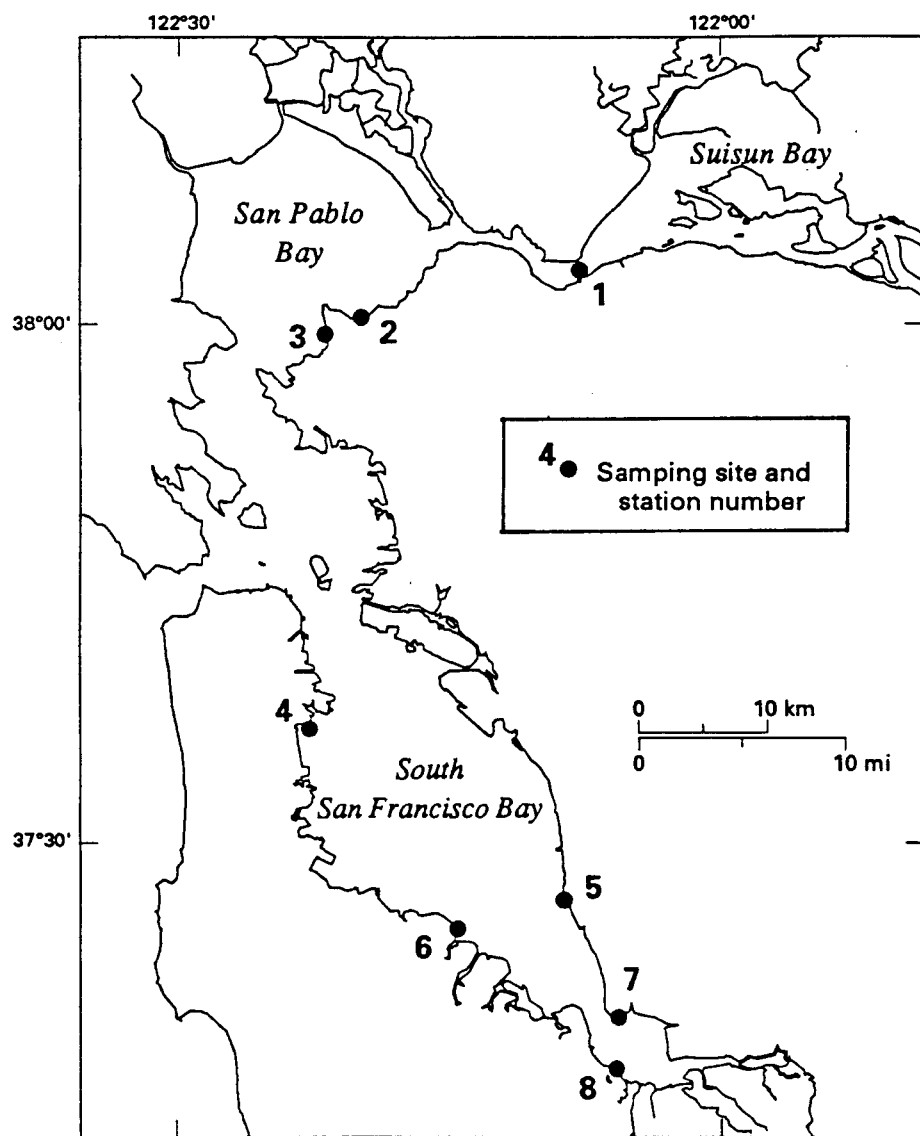 122°30'
122°00'
Suisun Bay
San Pablo
Bay
1
38°00'
3
2
4
Samping site and
station number
0
10 km
4
0
10 mi
South
San Francisco Bay
37°30'
5
6
7
8